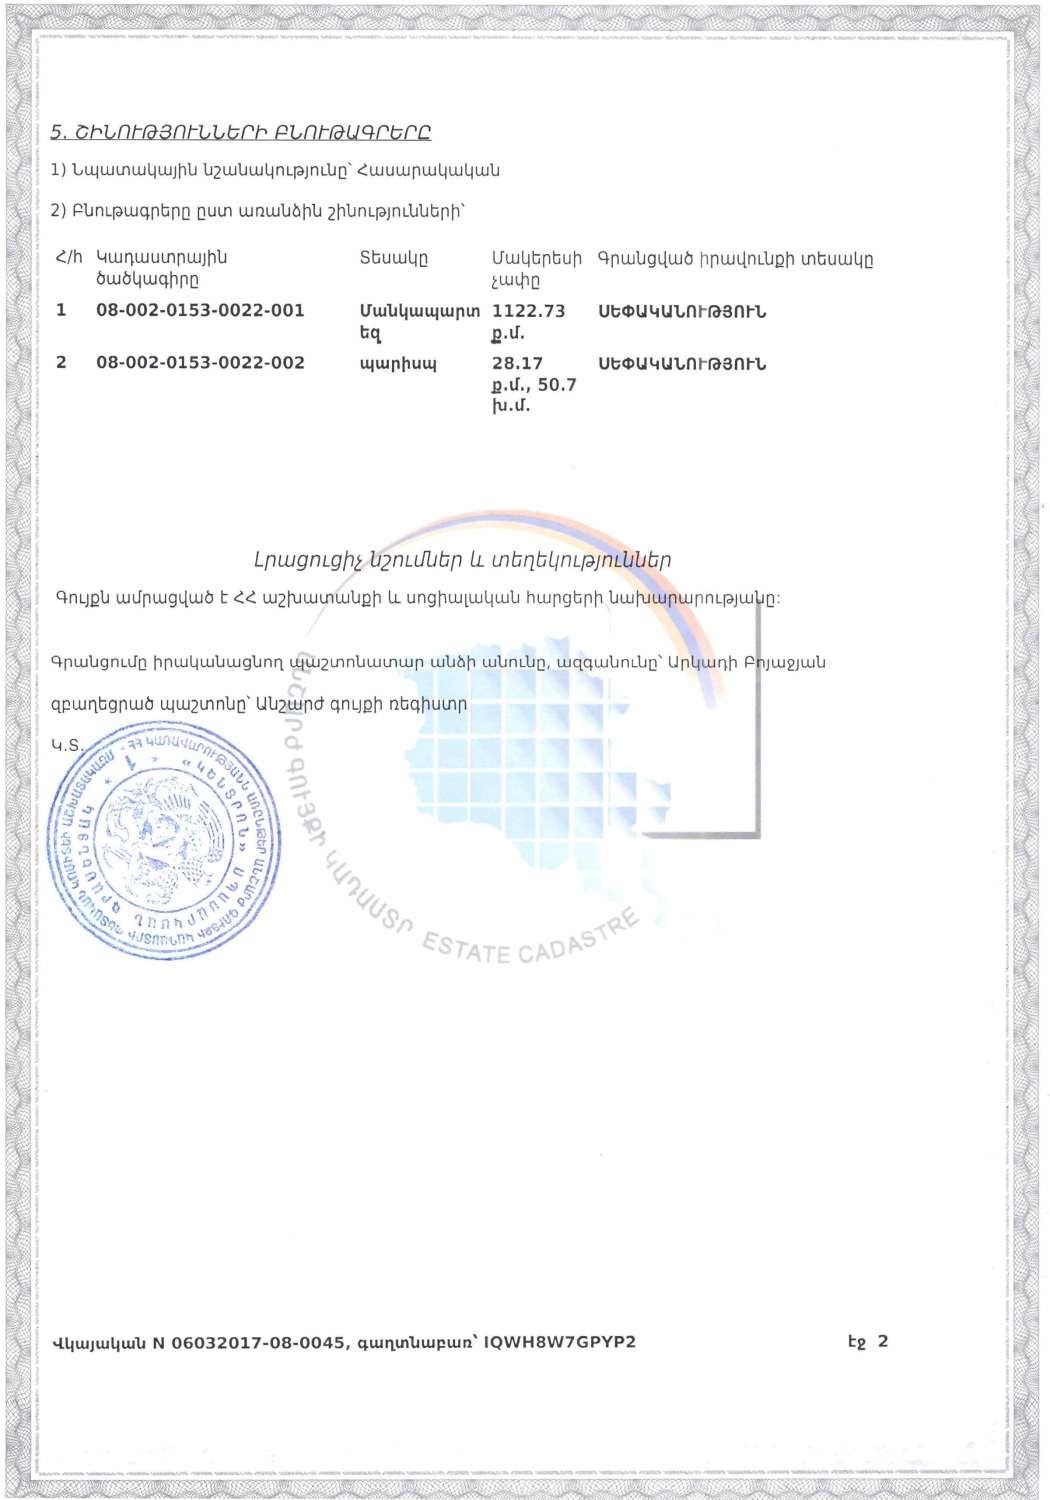 5. ՇԻՆՈՒԹՅՈՒՆՆԵՐԻ ԲՆՈՒԹԱԳՐԵՐԸ
1) Նպատակային նշանակությունը՝ Հասարակական
2) Բնութագրերը ըստ առանձին շինությունների՝
Հ/հ Կադաստրային ծածկագիրը Տեսակը Մակերեսի չափը Գրանցված իրավունքի տեսակը
1 08-002-0153-0022-001 Մանկապարտեզ 1122.73 ք.մ. ՍԵՓԱԿԱՆՈՒԹՅՈՒՆ
2 08-002-0153-0022-002 պարիսպ 28.17 ք.մ., 50.7 խ.մ. ՍԵՓԱԿԱՆՈՒԹՅՈՒՆ
Լրացուցիչ նշումներ և տեղեկություններ
Գույքն ամրացված է ՀՀ աշխատանքի և սոցիալական հարցերի նախարարությանը:
Գրանցումը իրականացնող պաշտոնատար անձի անունը, ազգանունը՝ Արկադի Բոյաջյան
զբաղեցրած պաշտոնը՝ Անշարժ գույքի ռեգիստր
Կ.Տ.
«ԿԵՆՏՐՈՆ»
ԳՈՒՅՔԻ ԿԱԴԱՍՏՐ ESTATE CADASTRE
Վկայական N 06032017-08-0045, գաղտնաբառ՝ IQWH8W7GPYP2 էջ 2